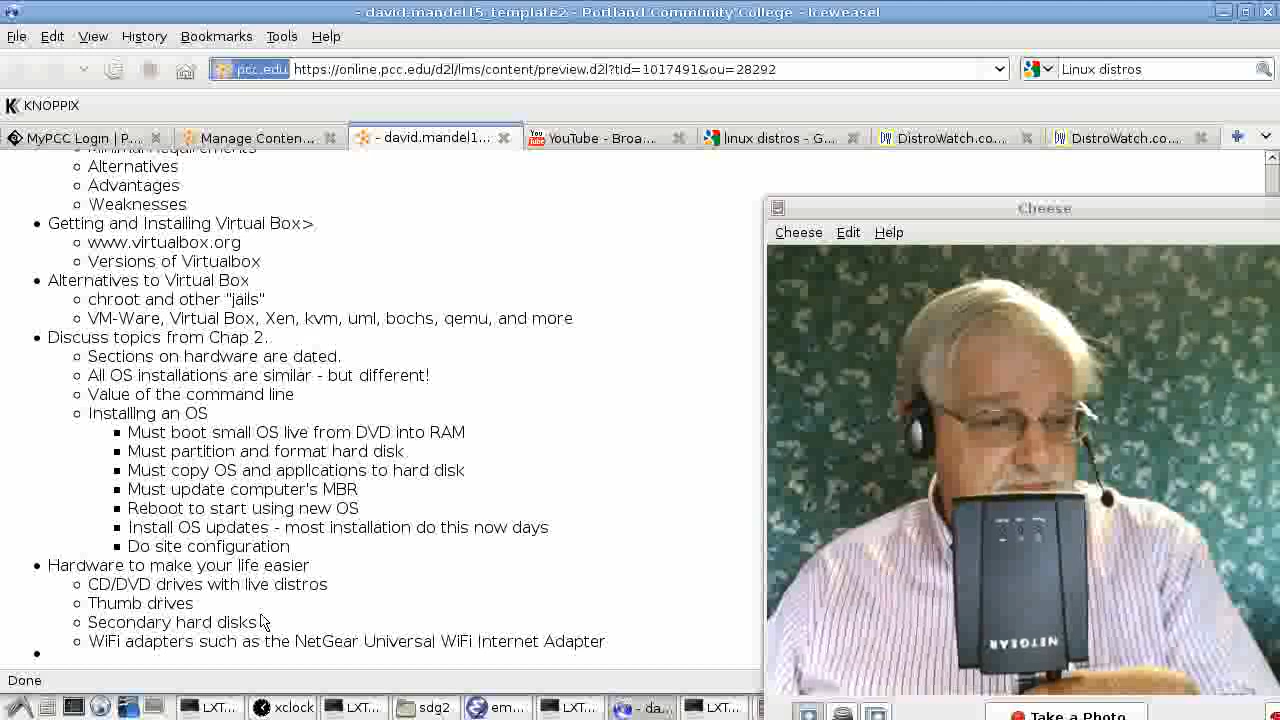 - david.mandel15_template2 - Portland Community College - Iceweasel
File Edit View History Bookmarks Tools Help
pcc.edu https://online.pcc.edu/d2l/lms/content/preview.d2l?tid=1017491&ou=28292 Linux distros
KNOPPIX
MyPCC Login | P... Manage Conten... - david.mandel1... YouTube - Broa... linux distros - G... DistroWatch.co... DistroWatch.co...
Alternatives
Advantages
Weaknesses
Getting and Installing Virtual Box>
www.virtualbox.org
Versions of Virtualbox
Alternatives to Virtual Box
chroot and other "jails"
VM-Ware, Virtual Box, Xen, kvm, uml, bochs, qemu, and more
Discuss topics from Chap 2.
Sections on hardware are dated.
All OS installations are similar - but different!
Value of the command line
Installing an OS
Must boot small OS live from DVD into RAM
Must partition and format hard disk
Must copy OS and applications to hard disk
Must update computer's MBR
Reboot to start using new OS
Install OS updates - most installation do this now days
Do site configuration
Hardware to make your life easier
CD/DVD drives with live distros
Thumb drives
Secondary hard disks
WiFi adapters such as the NetGear Universal WiFi Internet Adapter
Cheese
Cheese Edit Help
NETGEAR
Take a Photo
Done
LXT... xclock LXT... sdg2 em... LXT... - da... LXT...